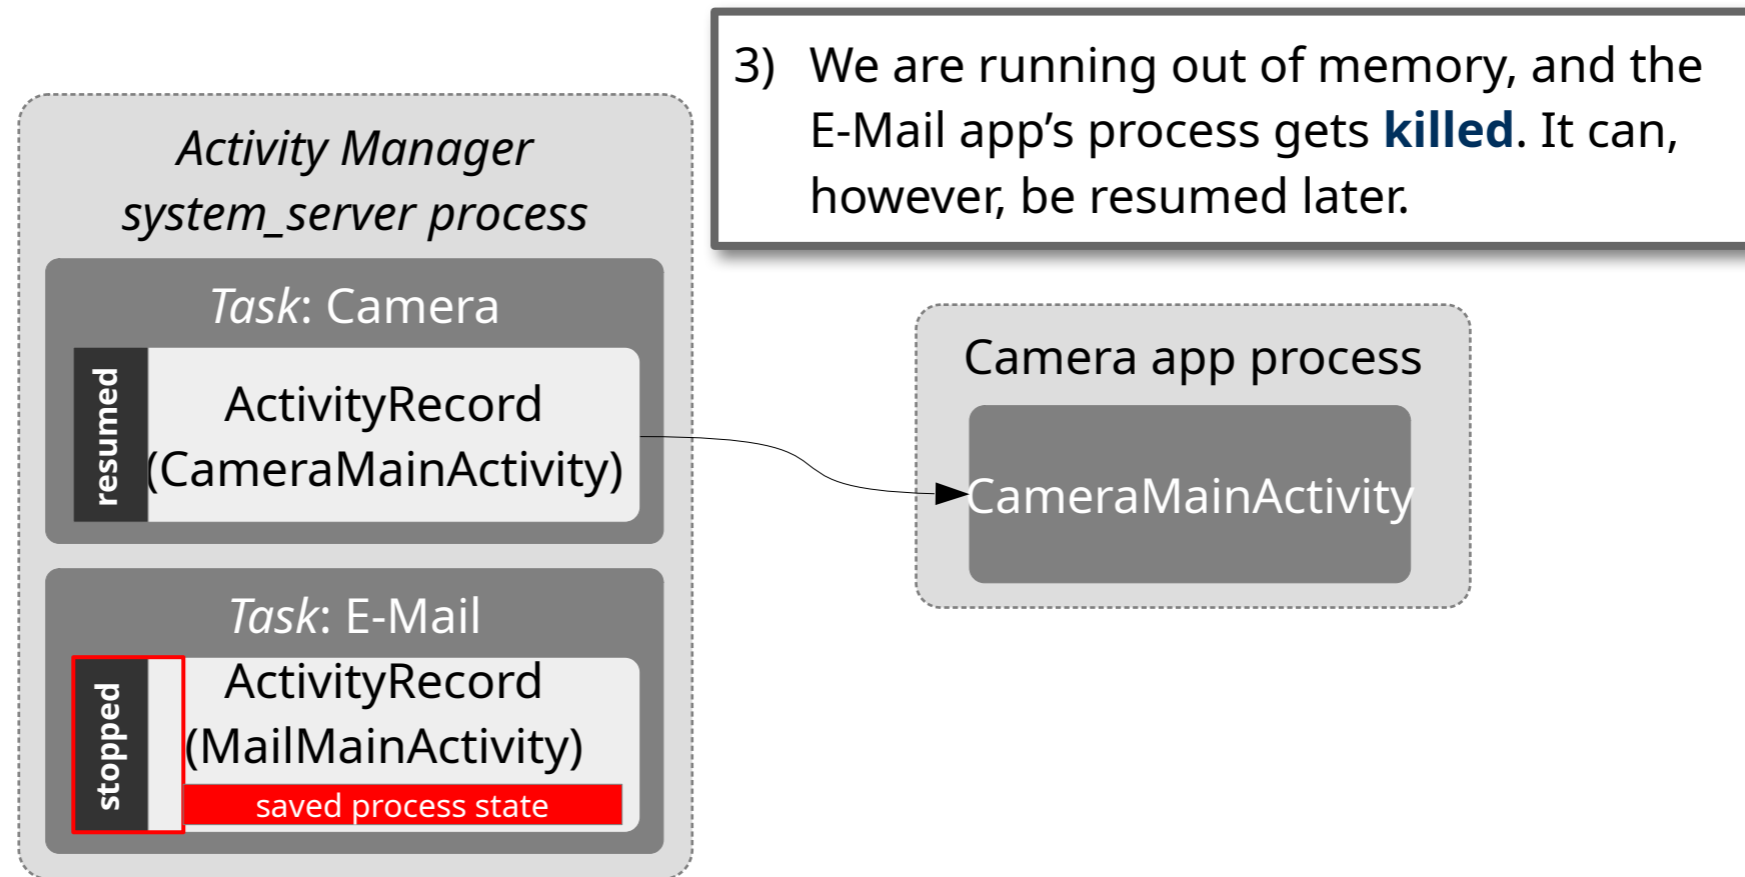 3) We are running out of memory, and the
E-Mail app’s process gets killed. It can,
however, be resumed later.
Activity Manager
system_server process
Task: Camera
resumed
ActivityRecord
(CameraMainActivity)
Camera app process
CameraMainActivity
Task: E-Mail
stopped
ActivityRecord
(MailMainActivity)
saved process state